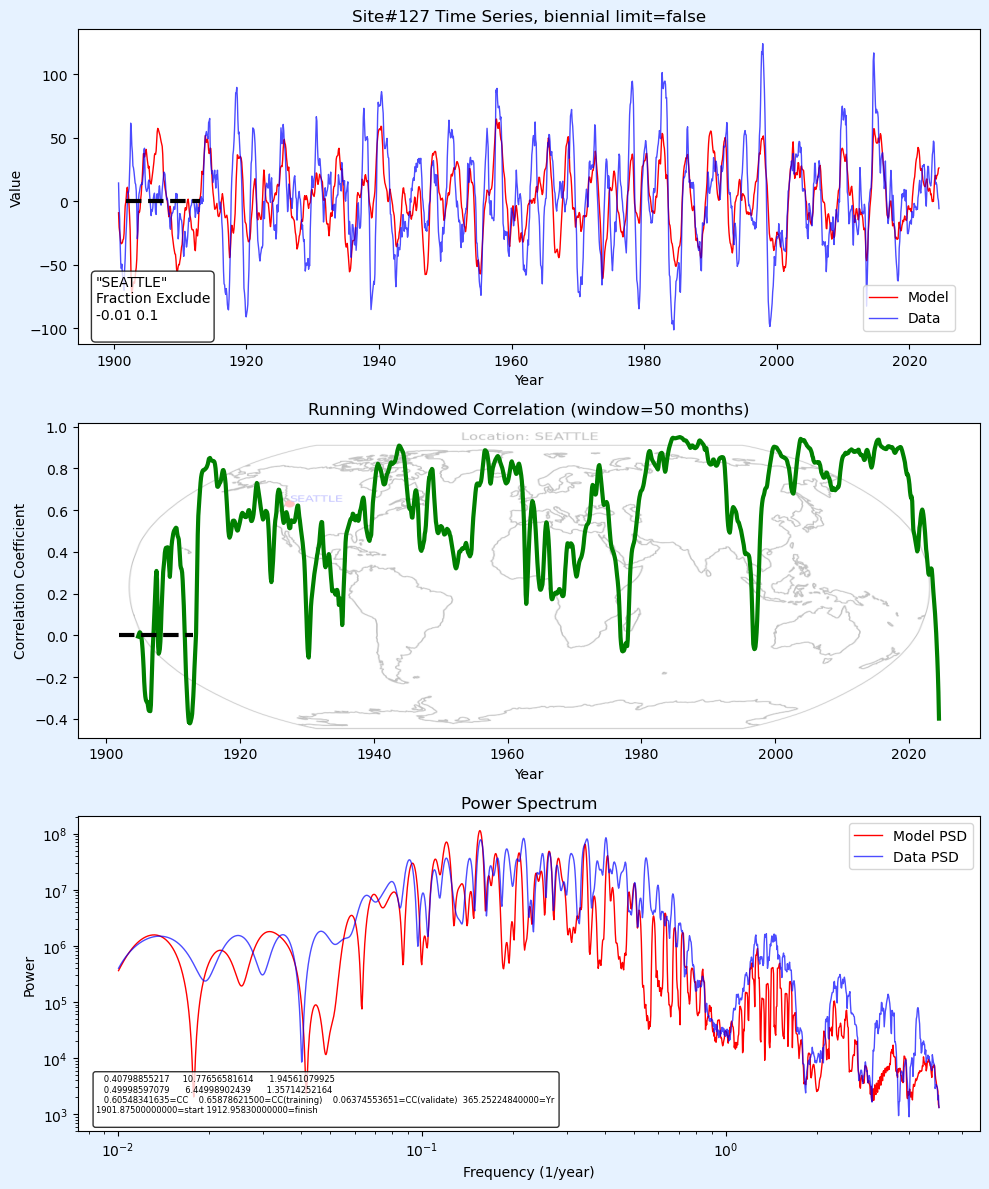 Site#127 Time Series, biennial limit=false
Value
100
50
0
−50
−100
"SEATTLE"
Fraction Exclude
-0.01 0.1
Model
Data
1900 1920 1940 1960 1980 2000 2020
Year
Running Windowed Correlation (window=50 months)
Correlation Coefficient
1.0
0.8
0.6
0.4
0.2
0.0
−0.2
−0.4
Location: SEATTLE
SEATTLE
1900 1920 1940 1960 1980 2000 2020
Year
Power Spectrum
Power
10^8
10^7
10^6
10^5
10^4
10^3
Model PSD
Data PSD
0.40798855217 10.77656581614 1.94561079925
0.49998597079 6.44998902439 1.35714252164
0.60548341635=CC 0.65878621500=CC(training) 0.06374553651=CC(validate) 365.25224840000=Yr
1901.87500000000=start 1912.95830000000=finish
10^−2 10^−1 10^0
Frequency (1/year)